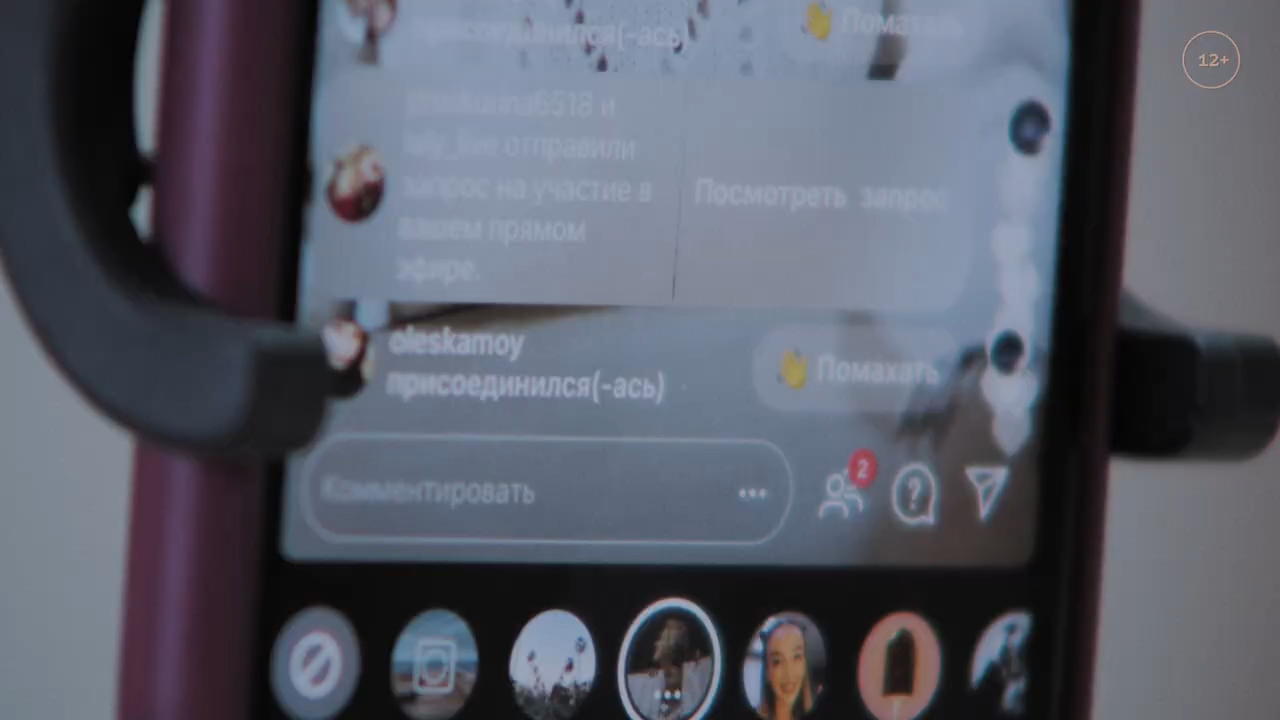 присоединился(-ась)
Помахать
12+
6518 и
отправили
запрос на участие в
вашем прямом
эфире.
Посмотреть запрос
oleskamoy
присоединился(-ась)
Помахать
Комментировать
2